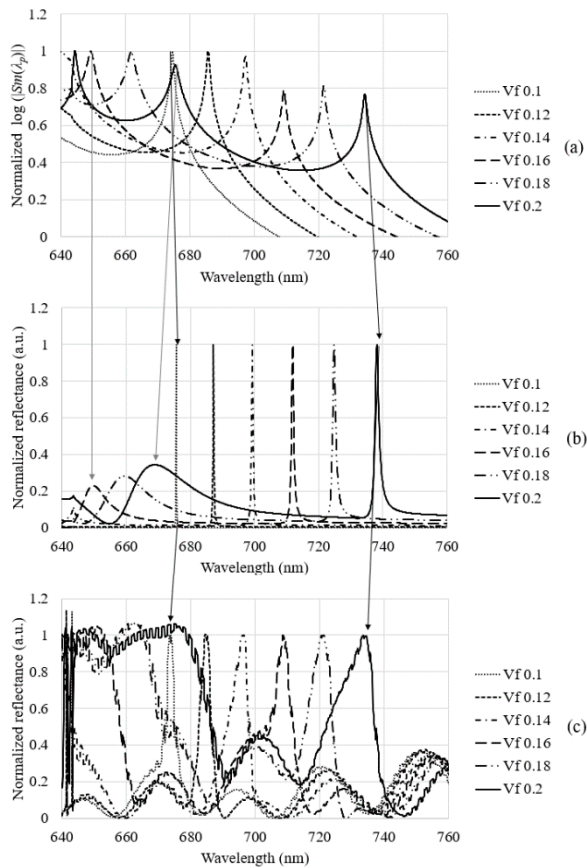 Normalized log (|Sm(λp)|)
1.2
1
0.8
0.6
0.4
0.2
0
640 660 680 700 720 740 760
Wavelength (nm)
Vf 0.1
Vf 0.12
Vf 0.14
Vf 0.16
Vf 0.18
Vf 0.2
(a)
Normalized reflectance (a.u.)
1.2
1
0.8
0.6
0.4
0.2
0
640 660 680 700 720 740 760
Wavelength (nm)
Vf 0.1
Vf 0.12
Vf 0.14
Vf 0.16
Vf 0.18
Vf 0.2
(b)
Normalized reflectance (a.u.)
1.2
1
0.8
0.6
0.4
0.2
0
640 660 680 700 720 740 760
Wavelength (nm)
Vf 0.1
Vf 0.12
Vf 0.14
Vf 0.16
Vf 0.18
Vf 0.2
(c)